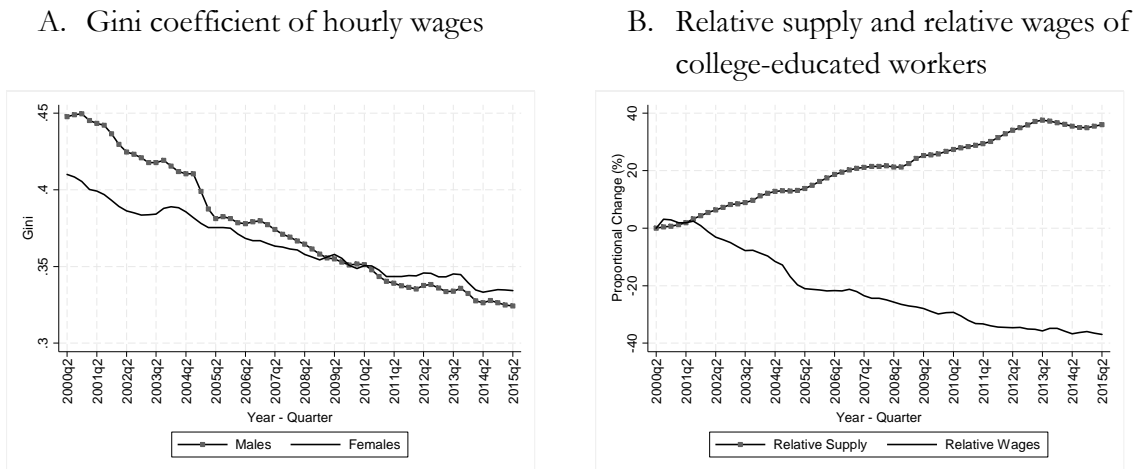 A. Gini coefficient of hourly wages
.45
.4
.35
.3
Gini
2000q2
2001q2
2002q2
2003q2
2004q2
2005q2
2006q2
2007q2
2008q2
2009q2
2010q2
2011q2
2012q2
2013q2
2014q2
2015q2
Year - Quarter
Males
Females
B. Relative supply and relative wages of
college-educated workers
40
20
0
-20
-40
Proportional Change (%)
2000q2
2001q2
2002q2
2003q2
2004q2
2005q2
2006q2
2007q2
2008q2
2009q2
2010q2
2011q2
2012q2
2013q2
2014q2
2015q2
Year - Quarter
Relative Supply
Relative Wages